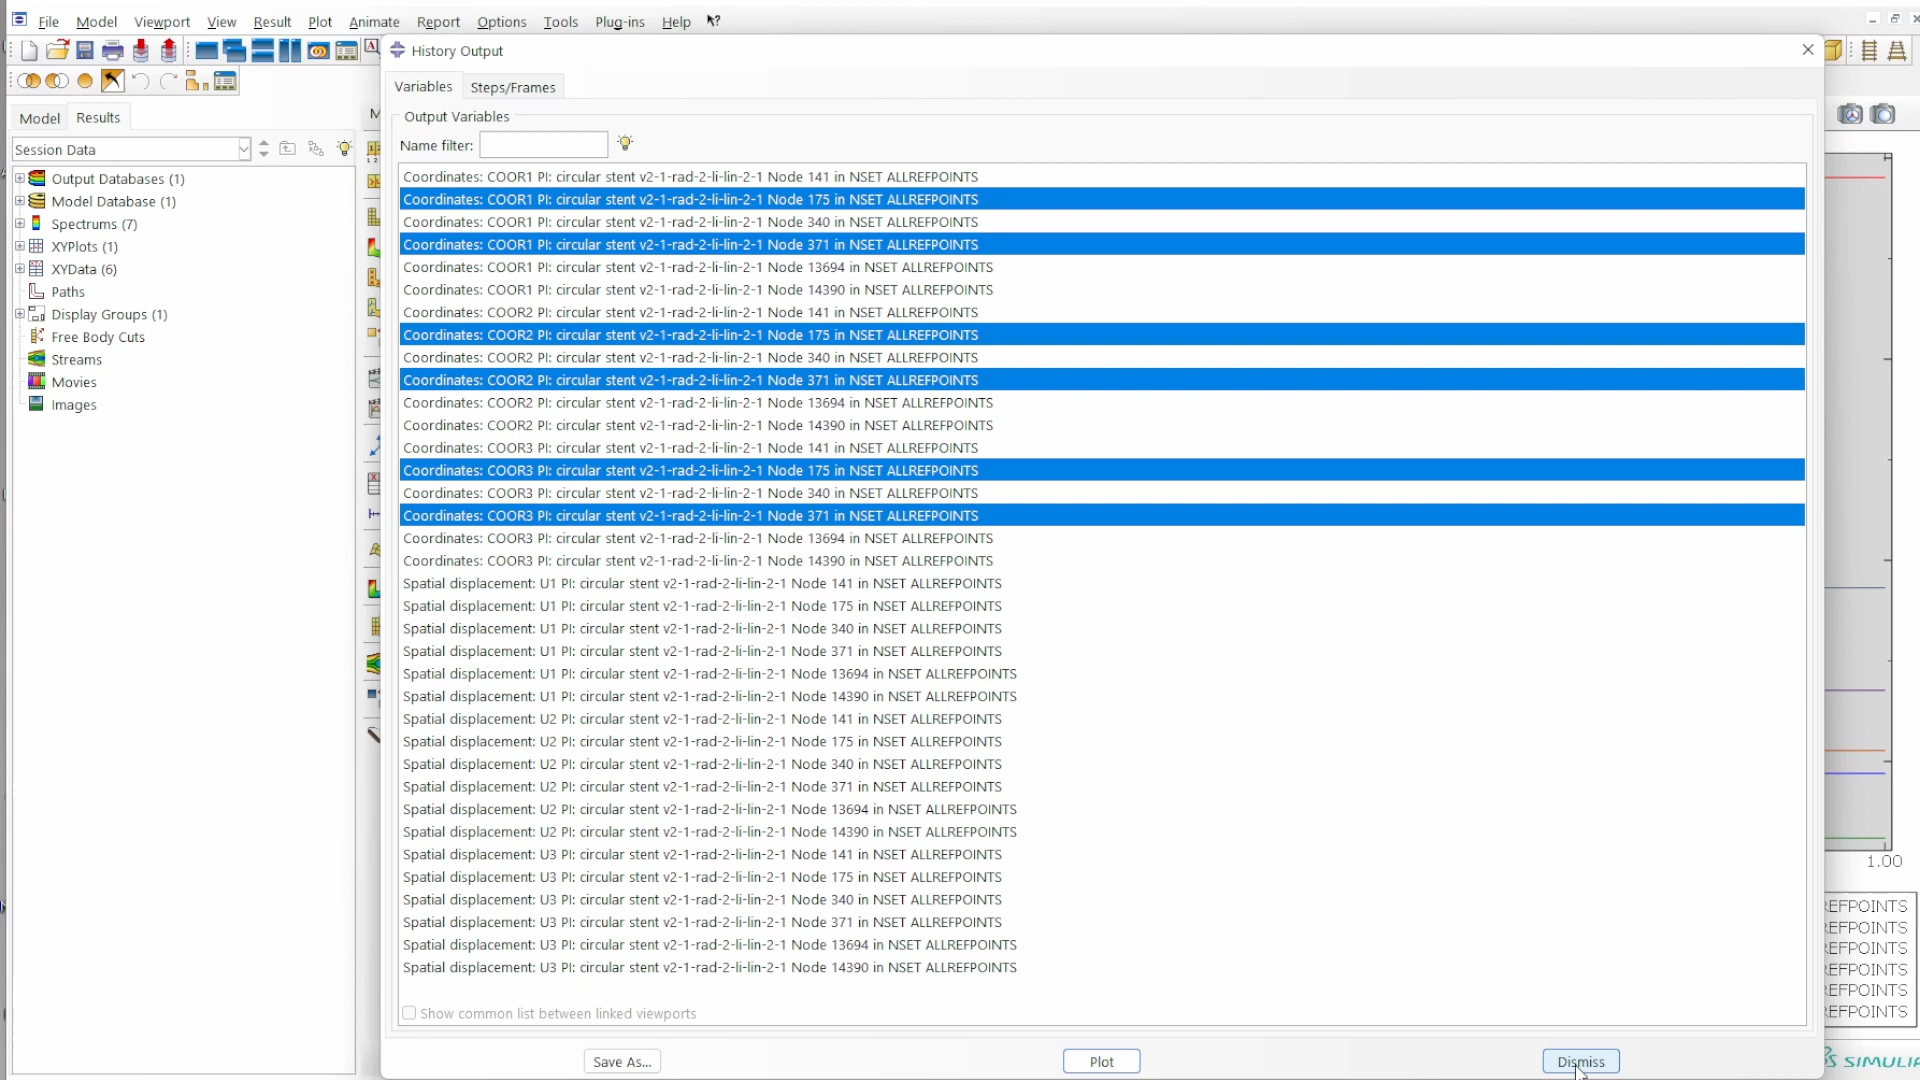 File Model Viewport View Result Plot Animate Report Options Tools Plug-ins Help
History Output
Model Results
Variables Steps/Frames
Output Variables
Session Data
Name filter:
Output Databases (1)
Model Database (1)
Spectrums (7)
XYPlots (1)
XYData (6)
Paths
Display Groups (1)
Free Body Cuts
Streams
Movies
Images
Coordinates: COOR1 PI: circular stent v2-1-rad-2-li-lin-2-1 Node 141 in NSET ALLREFPOINTS
Coordinates: COOR1 PI: circular stent v2-1-rad-2-li-lin-2-1 Node 175 in NSET ALLREFPOINTS
Coordinates: COOR1 PI: circular stent v2-1-rad-2-li-lin-2-1 Node 340 in NSET ALLREFPOINTS
Coordinates: COOR1 PI: circular stent v2-1-rad-2-li-lin-2-1 Node 371 in NSET ALLREFPOINTS
Coordinates: COOR1 PI: circular stent v2-1-rad-2-li-lin-2-1 Node 13694 in NSET ALLREFPOINTS
Coordinates: COOR1 PI: circular stent v2-1-rad-2-li-lin-2-1 Node 14390 in NSET ALLREFPOINTS
Coordinates: COOR2 PI: circular stent v2-1-rad-2-li-lin-2-1 Node 141 in NSET ALLREFPOINTS
Coordinates: COOR2 PI: circular stent v2-1-rad-2-li-lin-2-1 Node 175 in NSET ALLREFPOINTS
Coordinates: COOR2 PI: circular stent v2-1-rad-2-li-lin-2-1 Node 340 in NSET ALLREFPOINTS
Coordinates: COOR2 PI: circular stent v2-1-rad-2-li-lin-2-1 Node 371 in NSET ALLREFPOINTS
Coordinates: COOR2 PI: circular stent v2-1-rad-2-li-lin-2-1 Node 13694 in NSET ALLREFPOINTS
Coordinates: COOR2 PI: circular stent v2-1-rad-2-li-lin-2-1 Node 14390 in NSET ALLREFPOINTS
Coordinates: COOR3 PI: circular stent v2-1-rad-2-li-lin-2-1 Node 141 in NSET ALLREFPOINTS
Coordinates: COOR3 PI: circular stent v2-1-rad-2-li-lin-2-1 Node 175 in NSET ALLREFPOINTS
Coordinates: COOR3 PI: circular stent v2-1-rad-2-li-lin-2-1 Node 340 in NSET ALLREFPOINTS
Coordinates: COOR3 PI: circular stent v2-1-rad-2-li-lin-2-1 Node 371 in NSET ALLREFPOINTS
Coordinates: COOR3 PI: circular stent v2-1-rad-2-li-lin-2-1 Node 13694 in NSET ALLREFPOINTS
Coordinates: COOR3 PI: circular stent v2-1-rad-2-li-lin-2-1 Node 14390 in NSET ALLREFPOINTS
Spatial displacement: U1 PI: circular stent v2-1-rad-2-li-lin-2-1 Node 141 in NSET ALLREFPOINTS
Spatial displacement: U1 PI: circular stent v2-1-rad-2-li-lin-2-1 Node 175 in NSET ALLREFPOINTS
Spatial displacement: U1 PI: circular stent v2-1-rad-2-li-lin-2-1 Node 340 in NSET ALLREFPOINTS
Spatial displacement: U1 PI: circular stent v2-1-rad-2-li-lin-2-1 Node 371 in NSET ALLREFPOINTS
Spatial displacement: U1 PI: circular stent v2-1-rad-2-li-lin-2-1 Node 13694 in NSET ALLREFPOINTS
Spatial displacement: U1 PI: circular stent v2-1-rad-2-li-lin-2-1 Node 14390 in NSET ALLREFPOINTS
Spatial displacement: U2 PI: circular stent v2-1-rad-2-li-lin-2-1 Node 141 in NSET ALLREFPOINTS
Spatial displacement: U2 PI: circular stent v2-1-rad-2-li-lin-2-1 Node 175 in NSET ALLREFPOINTS
Spatial displacement: U2 PI: circular stent v2-1-rad-2-li-lin-2-1 Node 340 in NSET ALLREFPOINTS
Spatial displacement: U2 PI: circular stent v2-1-rad-2-li-lin-2-1 Node 371 in NSET ALLREFPOINTS
Spatial displacement: U2 PI: circular stent v2-1-rad-2-li-lin-2-1 Node 13694 in NSET ALLREFPOINTS
Spatial displacement: U2 PI: circular stent v2-1-rad-2-li-lin-2-1 Node 14390 in NSET ALLREFPOINTS
Spatial displacement: U3 PI: circular stent v2-1-rad-2-li-lin-2-1 Node 141 in NSET ALLREFPOINTS
Spatial displacement: U3 PI: circular stent v2-1-rad-2-li-lin-2-1 Node 175 in NSET ALLREFPOINTS
Spatial displacement: U3 PI: circular stent v2-1-rad-2-li-lin-2-1 Node 340 in NSET ALLREFPOINTS
Spatial displacement: U3 PI: circular stent v2-1-rad-2-li-lin-2-1 Node 371 in NSET ALLREFPOINTS
Spatial displacement: U3 PI: circular stent v2-1-rad-2-li-lin-2-1 Node 13694 in NSET ALLREFPOINTS
Spatial displacement: U3 PI: circular stent v2-1-rad-2-li-lin-2-1 Node 14390 in NSET ALLREFPOINTS
Show common list between linked viewports
Save As... Plot Dismiss
1.00
REFPOINTS
REFPOINTS
REFPOINTS
REFPOINTS
REFPOINTS
REFPOINTS
SIMULIA